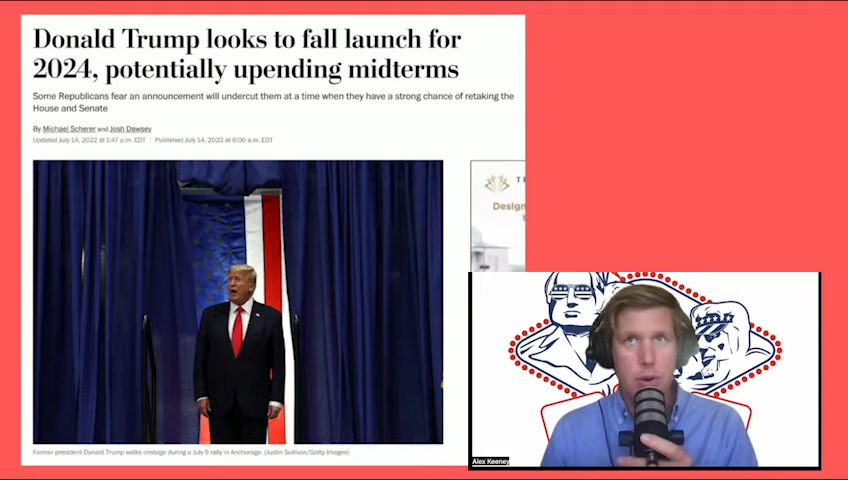 Donald Trump looks to fall launch for
2024, potentially upending midterms
Some Republicans fear an announcement will undercut them at a time when they have a strong chance of retaking the
House and Senate
By Michael Scherer and Josh Dawsey
Updated July 14, 2022 at 1:47 p.m. EDT | Published July 14, 2022 at 6:00 a.m. EDT
Design
Former president Donald Trump walks onstage during a July 9 rally in Anchorage. (Justin Sullivan/Getty Images)
Alex Keeney